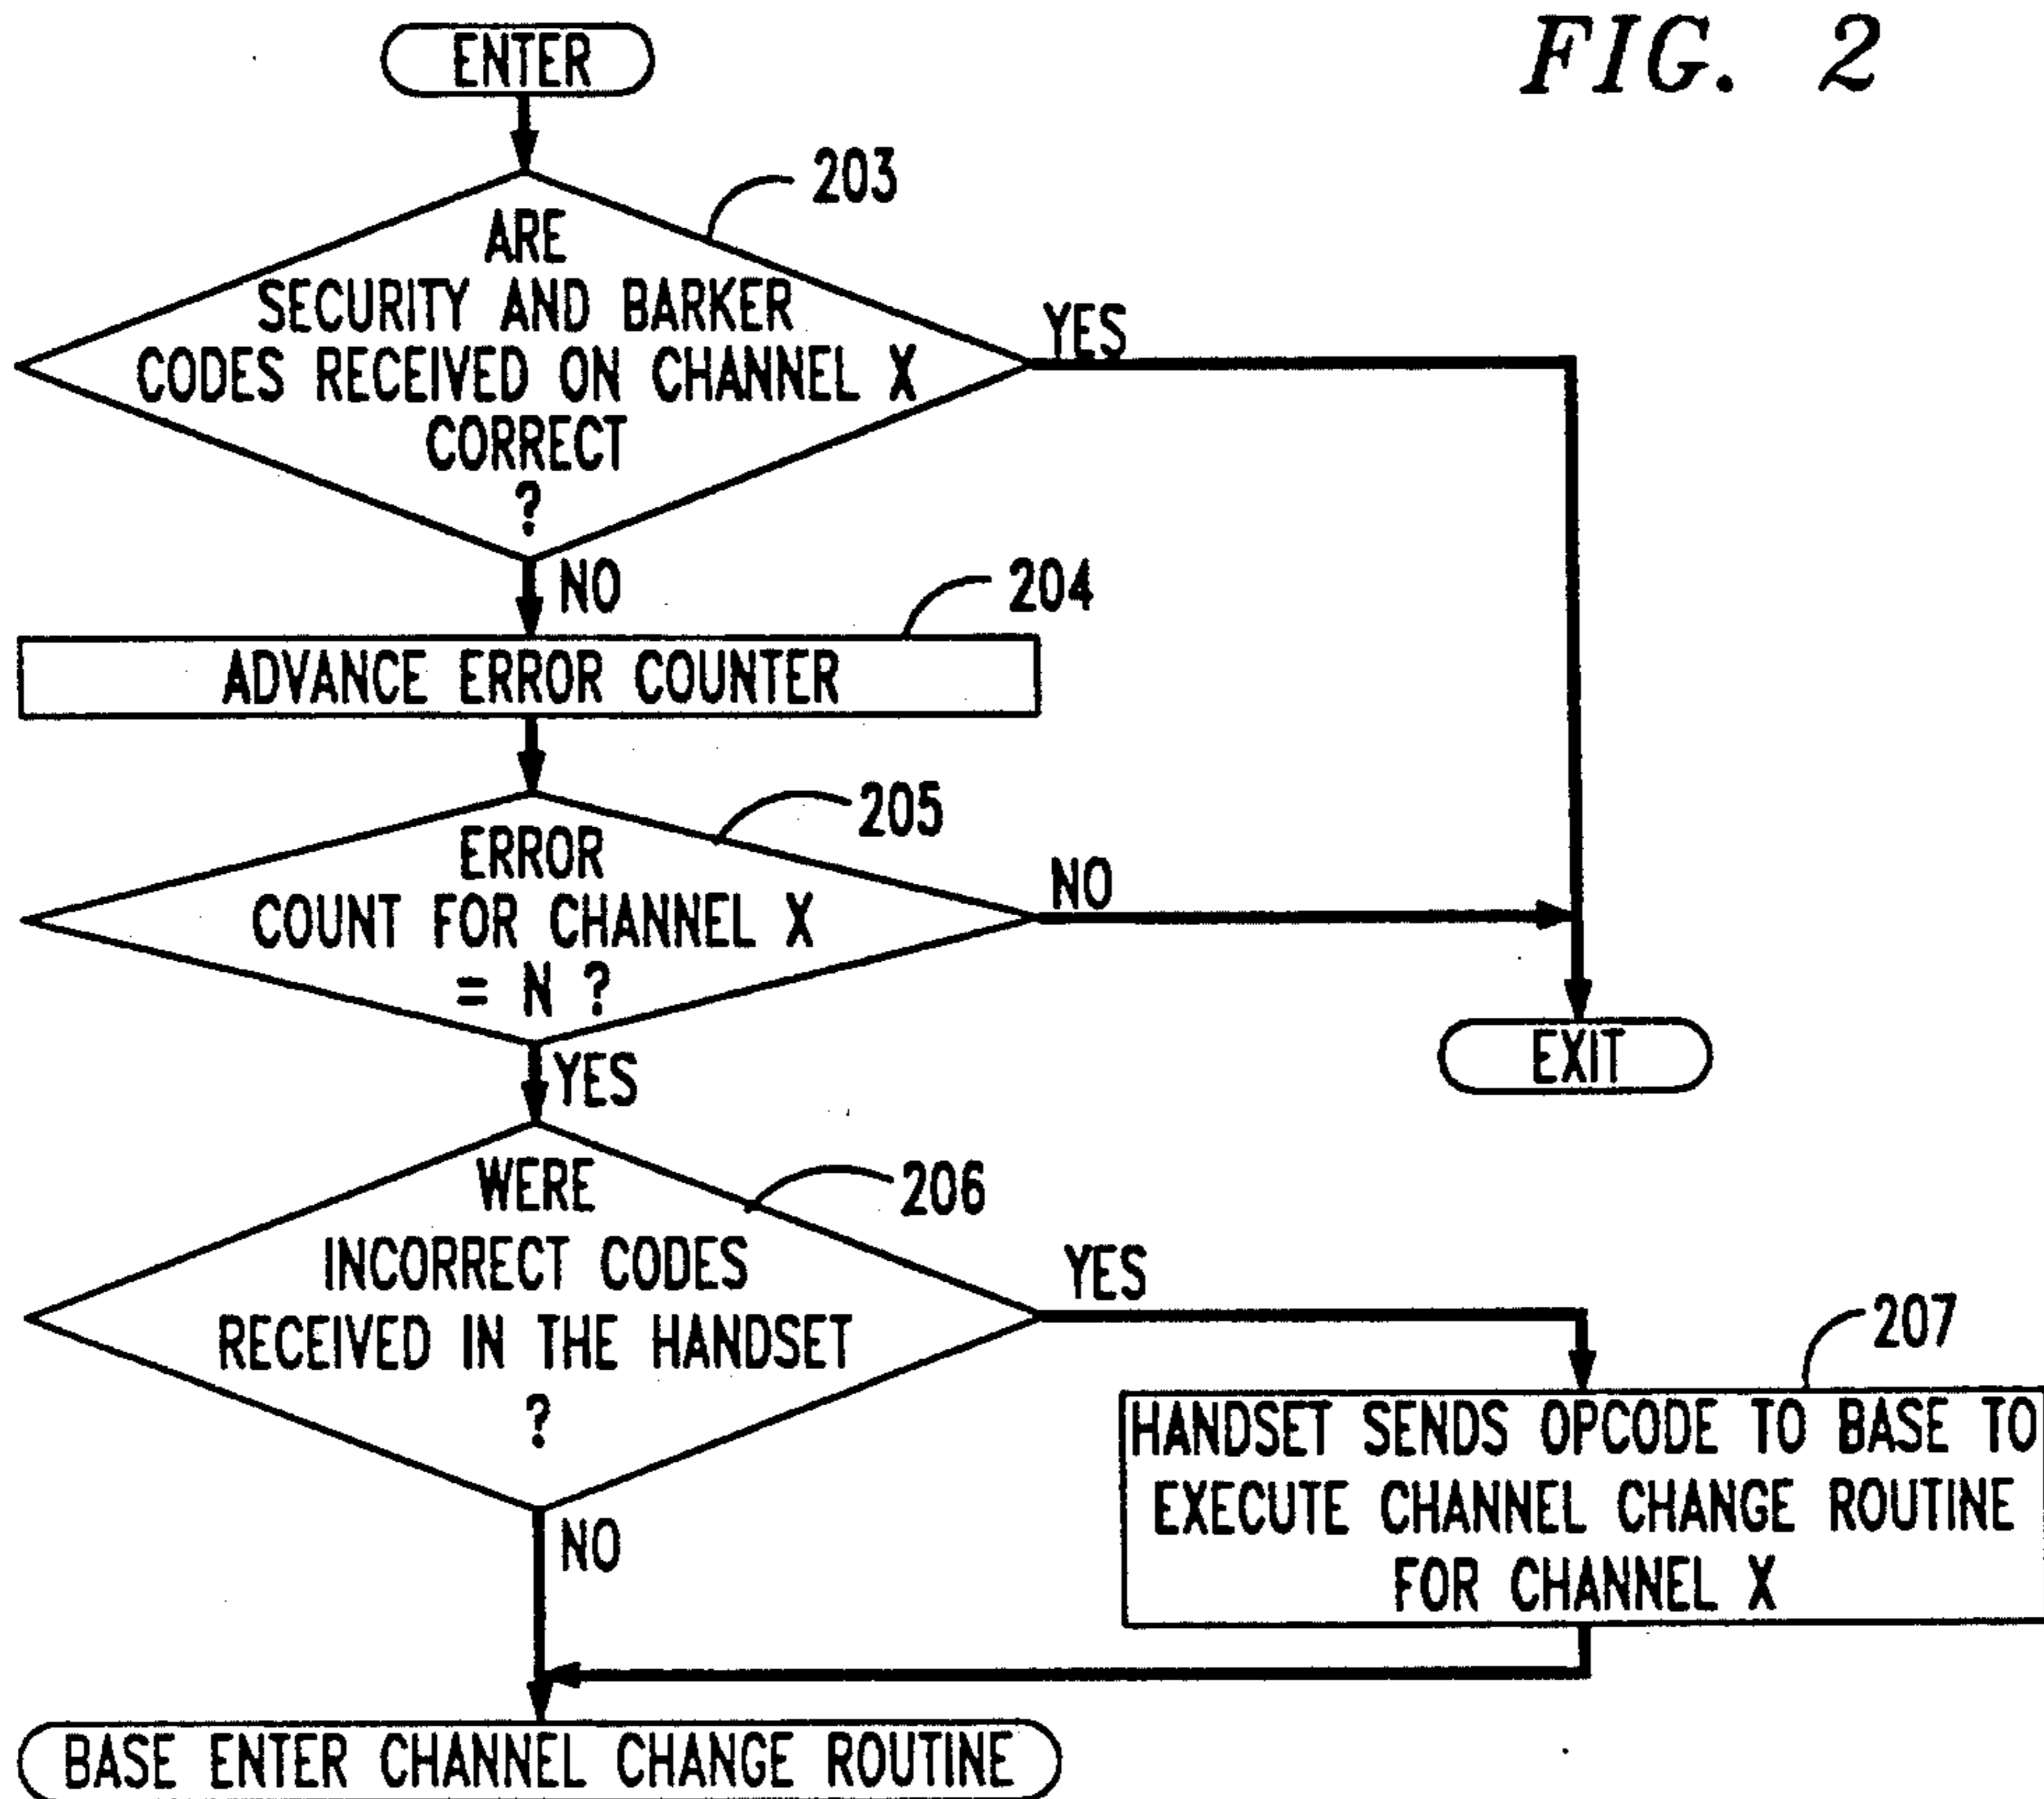 FIG. 2
ENTER
203
ARE
SECURITY AND BARKER
CODES RECEIVED ON CHANNEL X
CORRECT
?
YES
NO
204
ADVANCE ERROR COUNTER
205
ERROR
COUNT FOR CHANNEL X
= N ?
NO
EXIT
YES
206
WERE
INCORRECT CODES
RECEIVED IN THE HANDSET
?
YES
207
HANDSET SENDS OPCODE TO BASE TO
EXECUTE CHANNEL CHANGE ROUTINE
FOR CHANNEL X
NO
BASE ENTER CHANNEL CHANGE ROUTINE